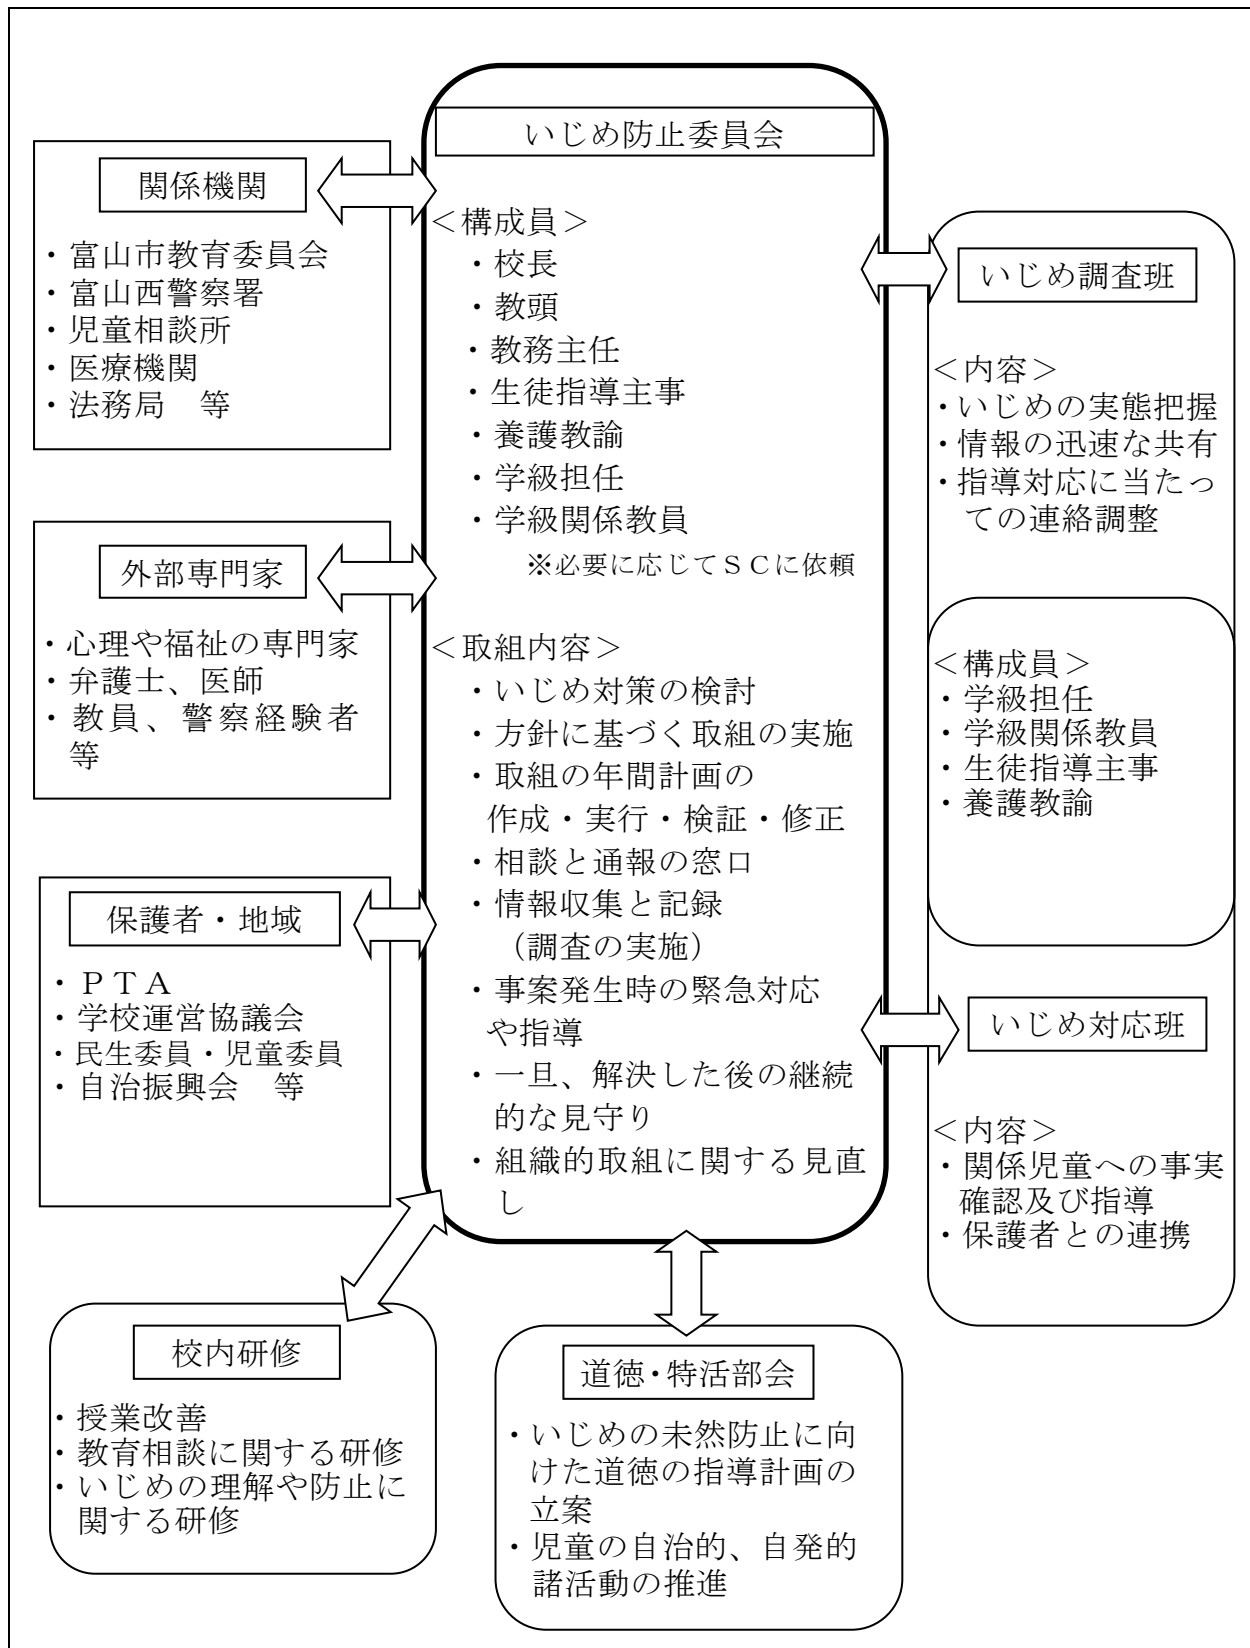 いじめ防止委員会
＜構成員＞
・校長
・教頭
・教務主任
・生徒指導主事
・養護教諭
・学級担任
・学級関係教員
※必要に応じてＳＣに依頼
＜取組内容＞
・いじめ対策の検討
・方針に基づく取組の実施
・取組の年間計画の
作成・実行・検証・修正
・相談と通報の窓口
・情報収集と記録
（調査の実施）
・事案発生時の緊急対応
や指導
・一旦、解決した後の継続
的な見守り
・組織的取組に関する見直
し
関係機関
・富山市教育委員会
・富山西警察署
・児童相談所
・医療機関
・法務局　等
外部専門家
・心理や福祉の専門家
・弁護士、医師
・教員、警察経験者
等
保護者・地域
・ＰＴＡ
・学校運営協議会
・民生委員・児童委員
・自治振興会　等
いじめ調査班
＜内容＞
・いじめの実態把握
・情報の迅速な共有
・指導対応に当たっ
ての連絡調整
＜構成員＞
・学級担任
・学級関係教員
・生徒指導主事
・養護教諭
いじめ対応班
＜内容＞
・関係児童への事実
確認及び指導
・保護者との連携
校内研修
・授業改善
・教育相談に関する研修
・いじめの理解や防止に
関する研修
道徳・特活部会
・いじめの未然防止に向
けた道徳の指導計画の
立案
・児童の自治的、自発的
諸活動の推進